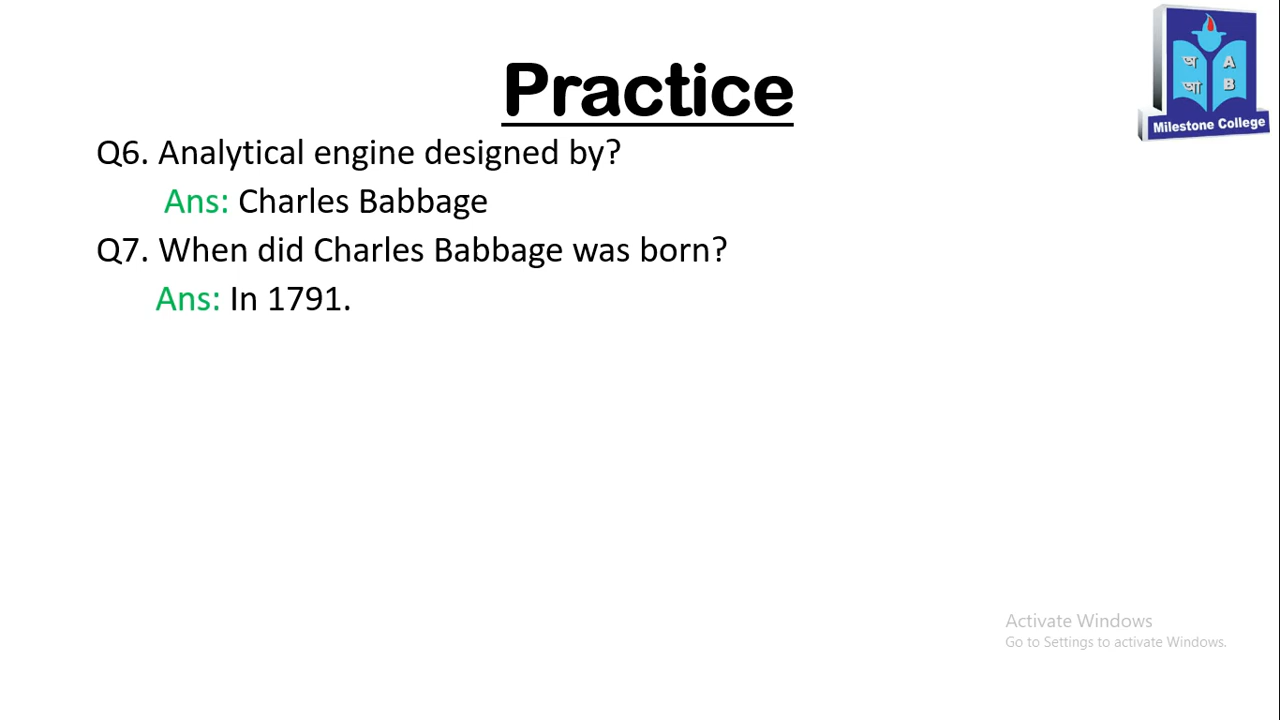 Practice
অ A
আ B
Milestone College
Q6. Analytical engine designed by?
Ans: Charles Babbage
Q7. When did Charles Babbage was born?
Ans: In 1791.
Activate Windows
Go to Settings to activate Windows.